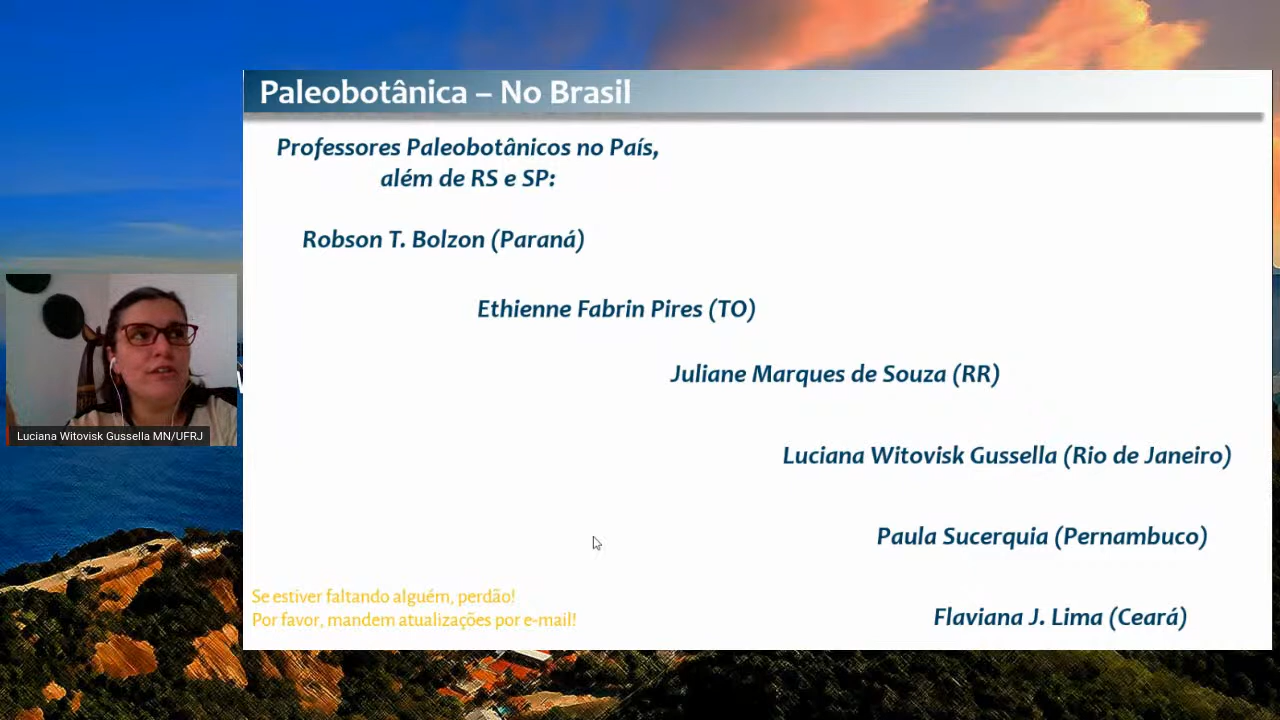 Paleobotânica – No Brasil
Professores Paleobotânicos no País,
além de RS e SP:
Robson T. Bolzon (Paraná)
Ethienne Fabrin Pires (TO)
Juliane Marques de Souza (RR)
Luciana Witovisk Gussella MN/UFRJ
Luciana Witovisk Gussella (Rio de Janeiro)
Paula Sucerquia (Pernambuco)
Se estiver faltando alguém, perdão!
Por favor, mandem atualizações por e-mail!
Flaviana J. Lima (Ceará)